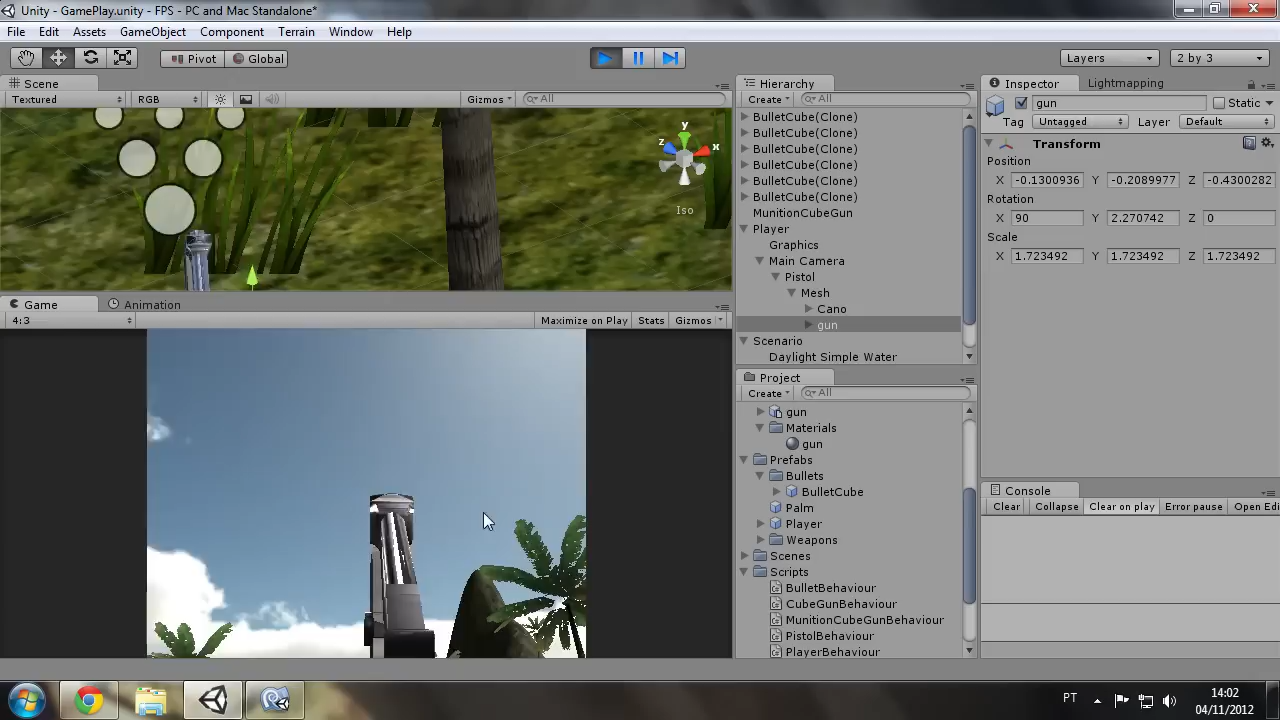 Unity - GamePlay.unity - FPS - PC and Mac Standalone*
File Edit Assets GameObject Component Terrain Window Help
Pivot Global Layers 2 by 3
Scene
Textured RGB Gizmos All
y
z x
Iso
Game Animation
4:3 Maximize on Play Stats Gizmos
Hierarchy
Create All
BulletCube(Clone)
BulletCube(Clone)
BulletCube(Clone)
BulletCube(Clone)
BulletCube(Clone)
BulletCube(Clone)
MunitionCubeGun
Player
Graphics
Main Camera
Pistol
Mesh
Cano
gun
Scenario
Daylight Simple Water
Project
Create All
gun
Materials
gun
Prefabs
Bullets
BulletCube
Palm
Player
Weapons
Scenes
Scripts
BulletBehaviour
CubeGunBehaviour
MunitionCubeGunBehaviour
PistolBehaviour
PlayerBehaviour
Inspector Lightmapping
gun Static
Tag Untagged Layer Default
Transform
Position
X -0.1300936 Y -0.2089977 Z -0.4300282
Rotation
X 90 Y 2.270742 Z 0
Scale
X 1.723492 Y 1.723492 Z 1.723492
Console
Clear Collapse Clear on play Error pause Open Edi
PT 14:02
04/11/2012